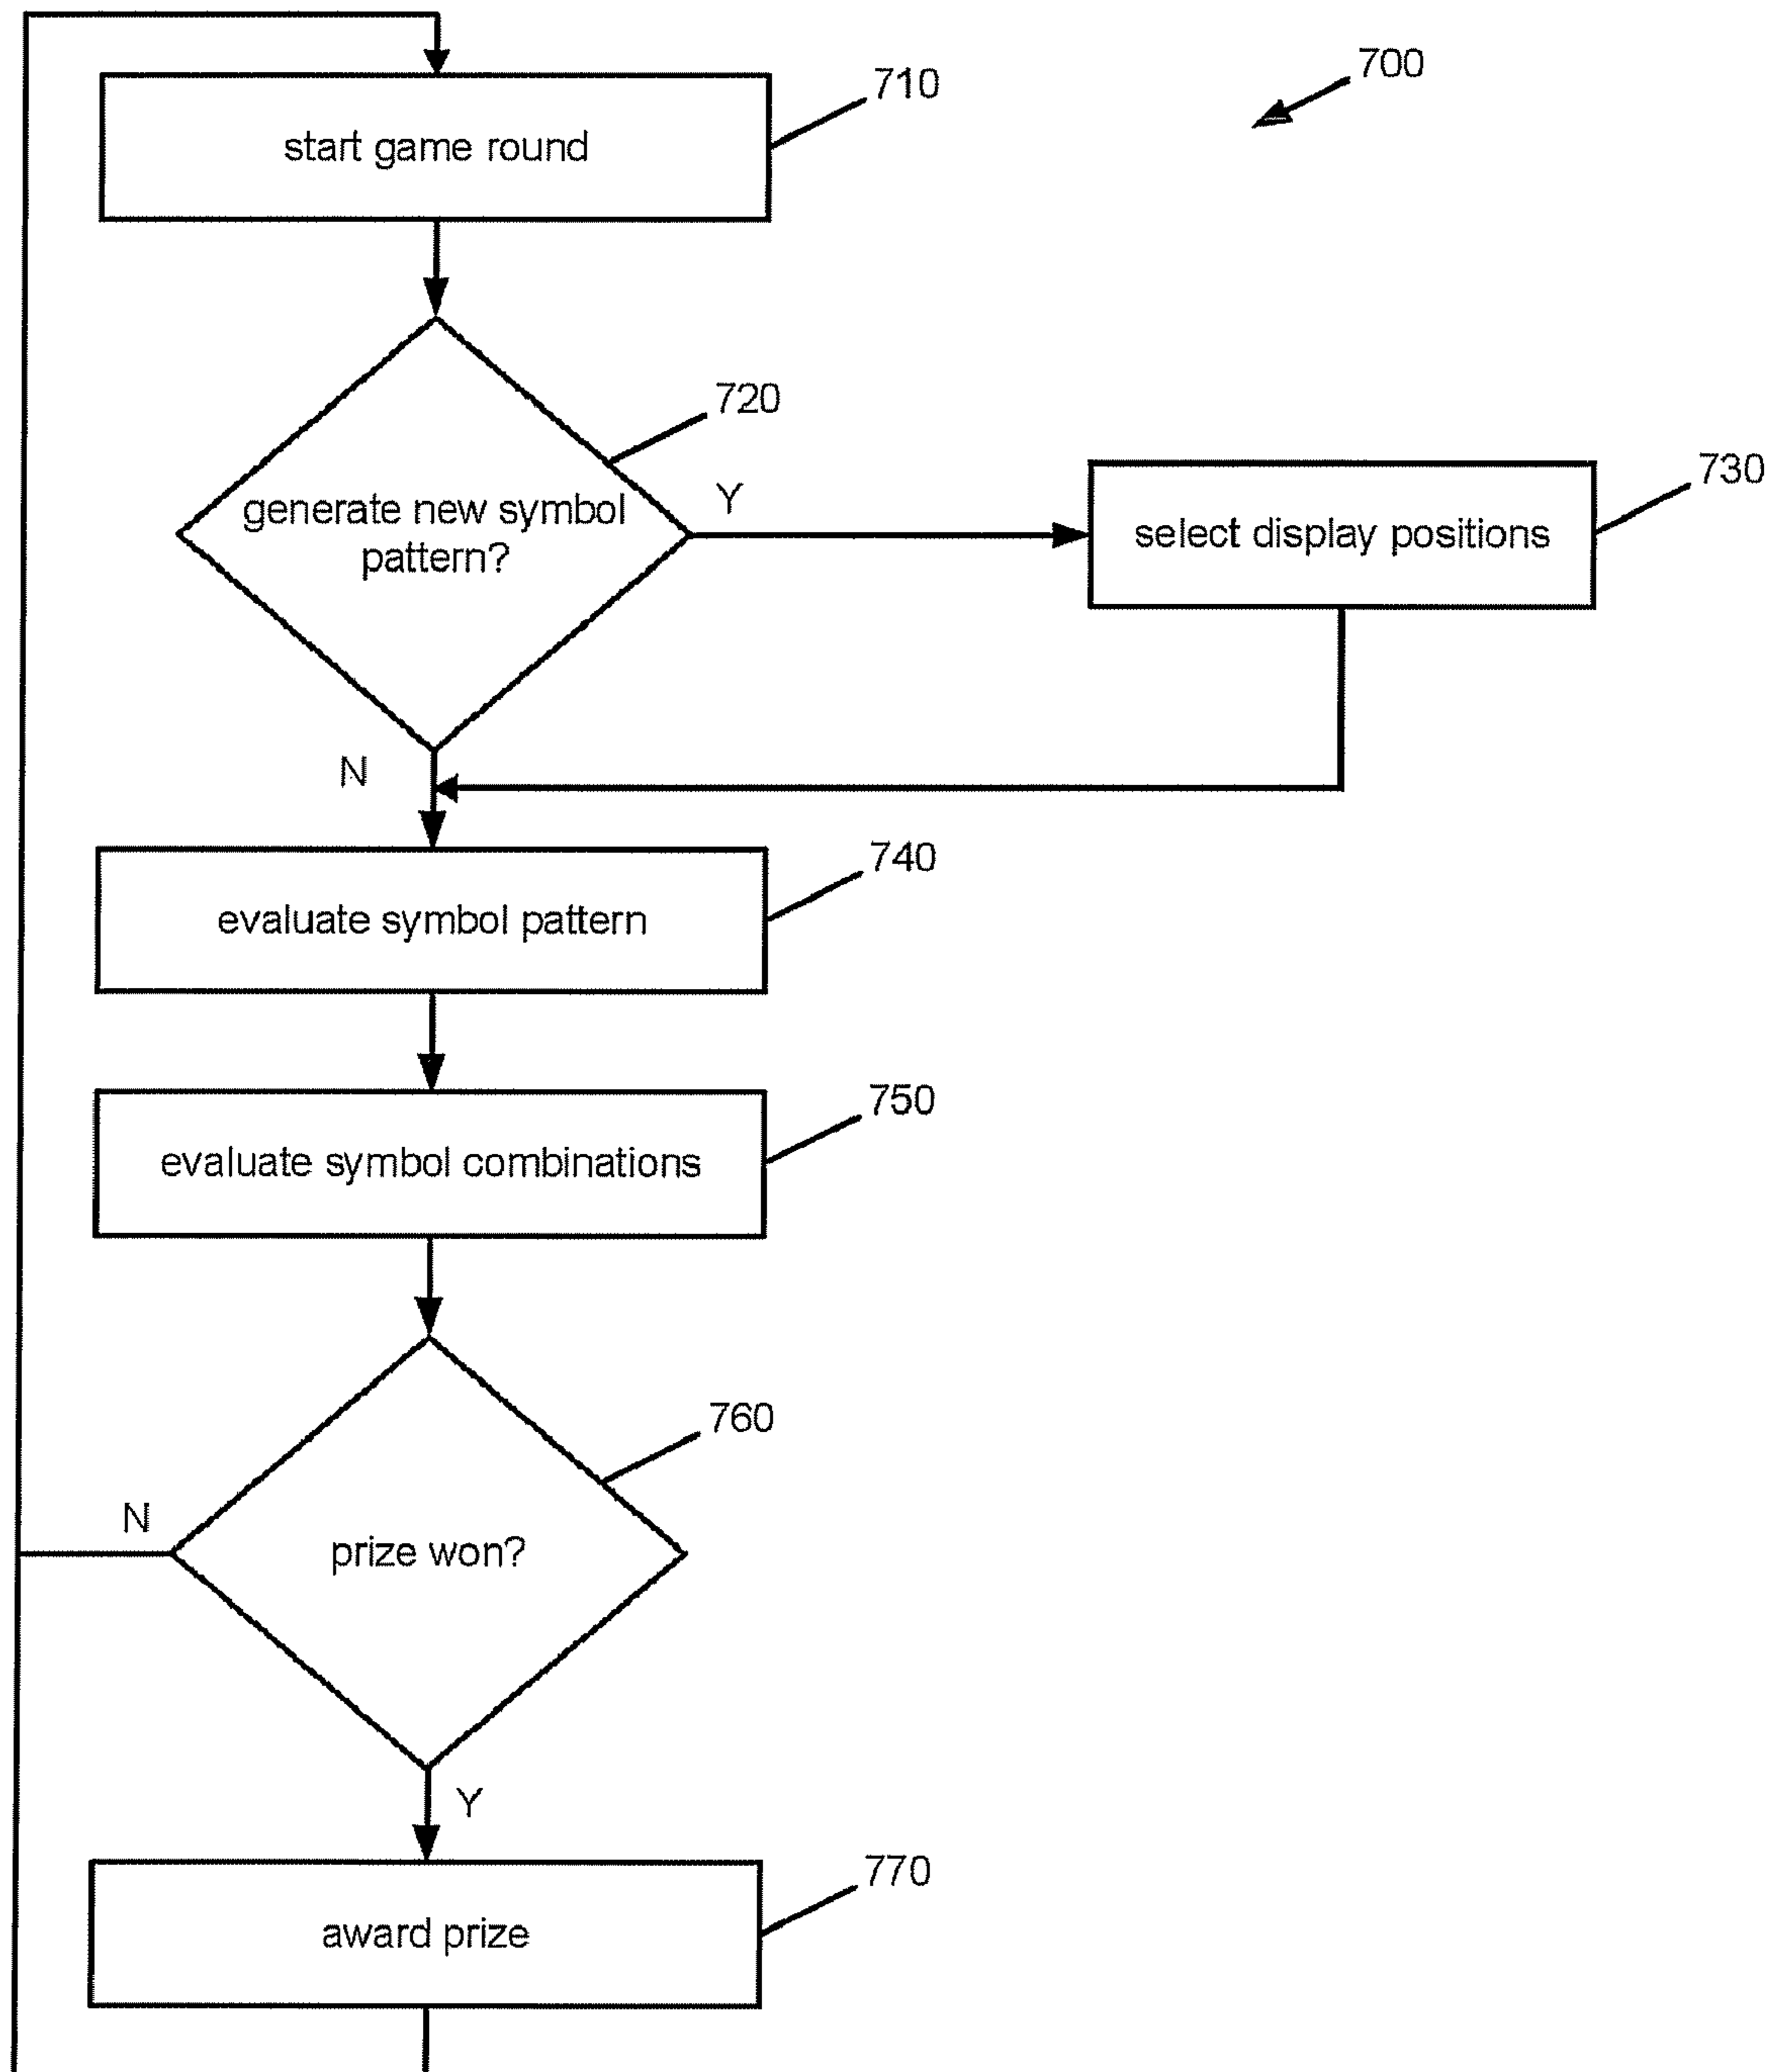 700
710
start game round
720
generate new symbol
pattern?
Y
730
select display positions
N
740
evaluate symbol pattern
750
evaluate symbol combinations
760
N
prize won?
Y
770
award prize